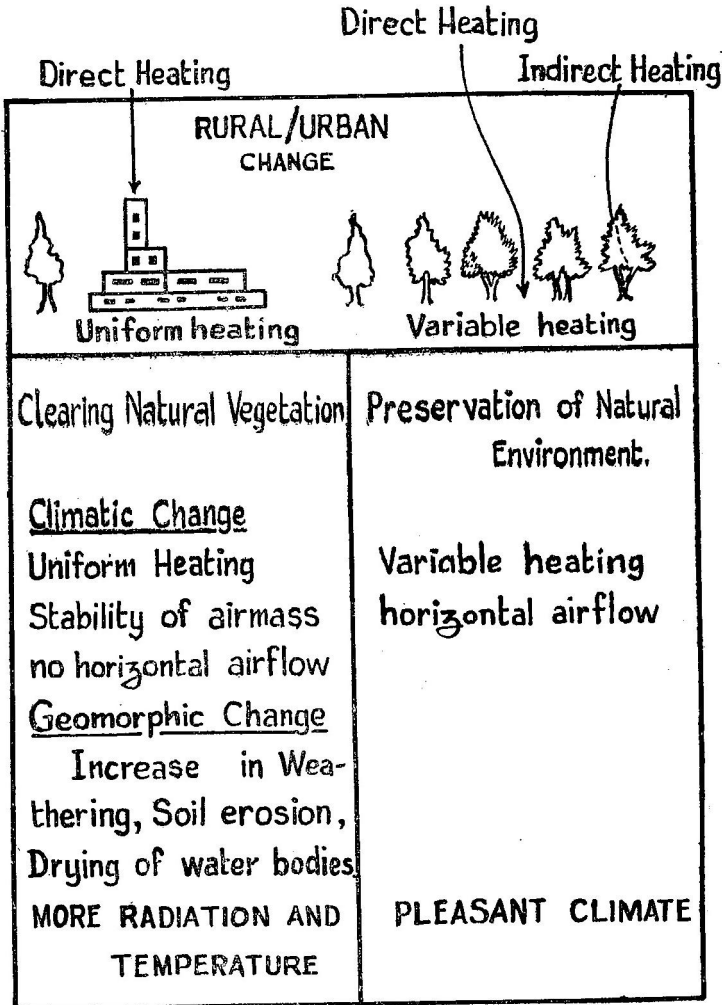 Direct Heating
Direct Heating
Indirect Heating
RURAL/URBAN
CHANGE
Uniform heating
Variable heating
Clearing Natural Vegetation
Climatic Change
Uniform Heating
Stability of airmass
no horizontal airflow
Geomorphic Change
Increase in Wea-
thering, Soil erosion,
Drying of water bodies
MORE RADIATION AND
TEMPERATURE
Preservation of Natural
Environment.
Variable heating
horizontal airflow
PLEASANT CLIMATE